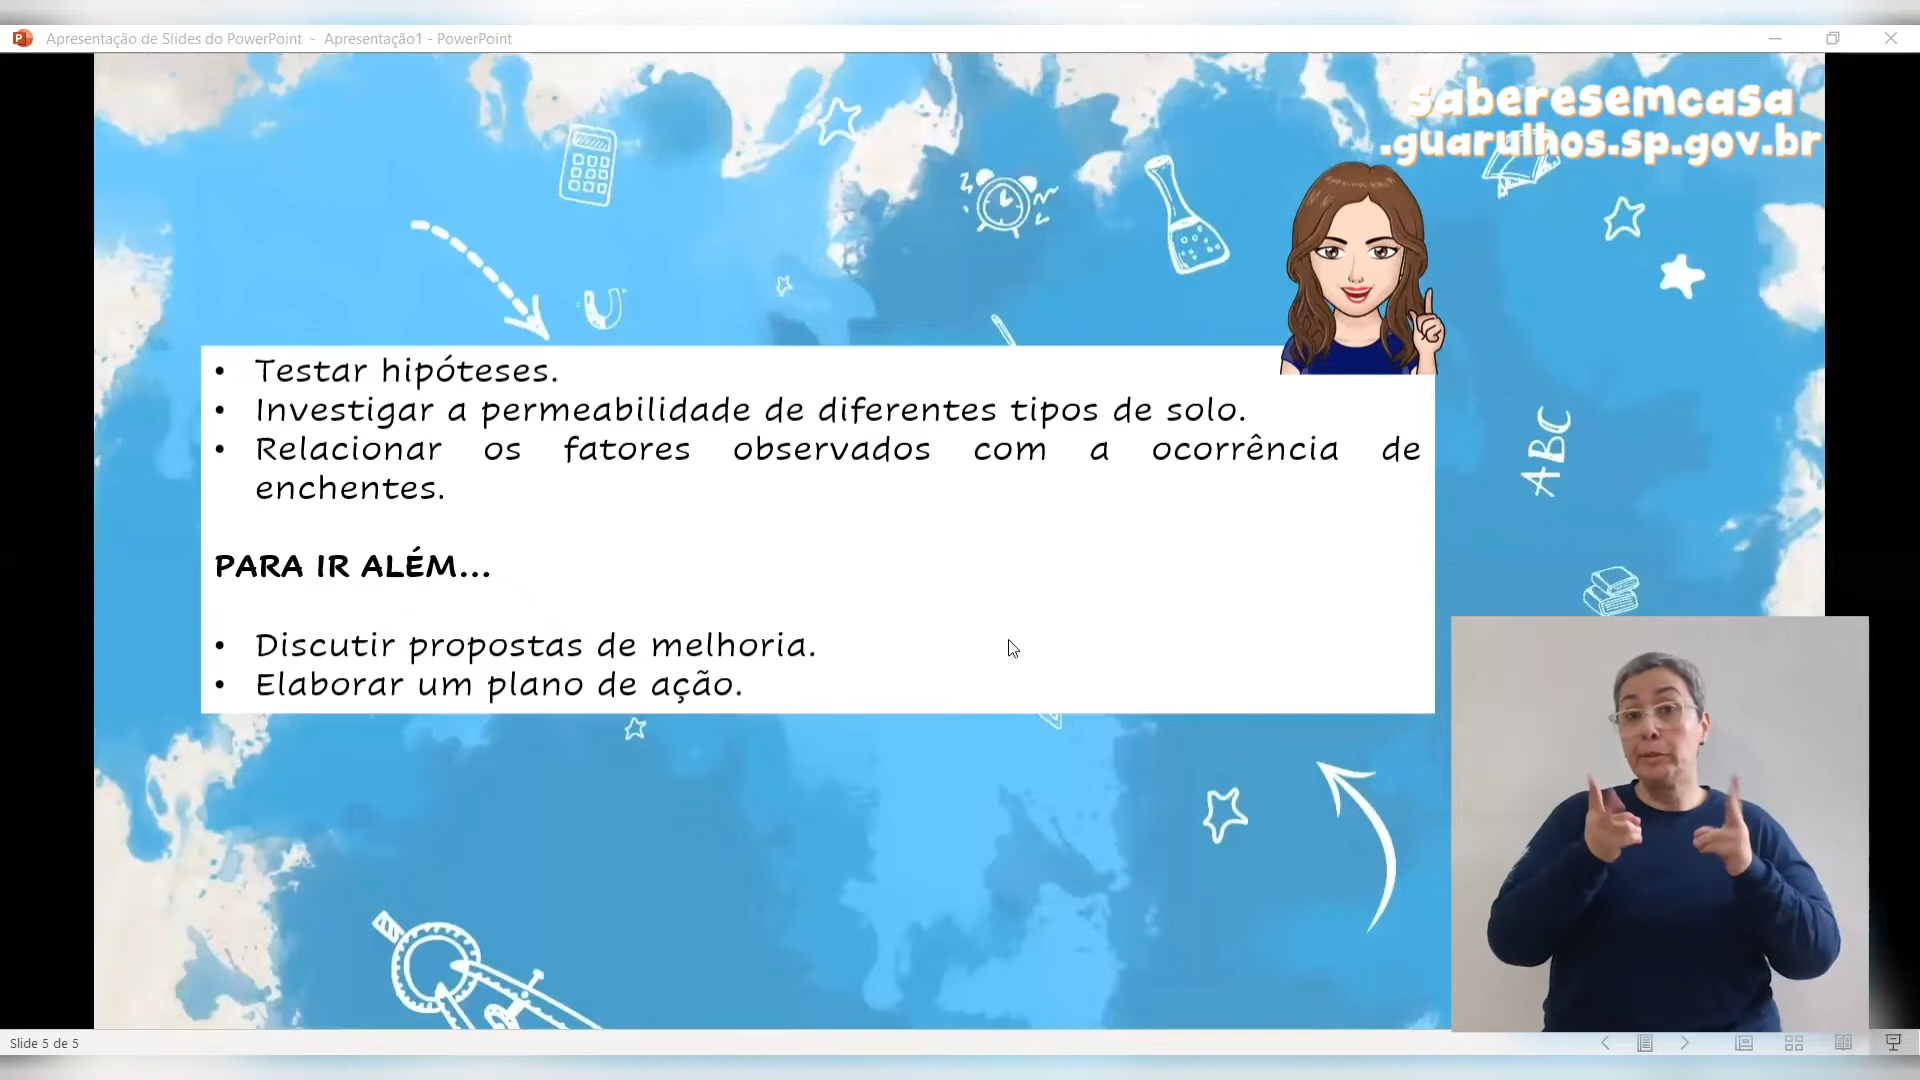 Apresentação de Slides do PowerPoint - Apresentação1 - PowerPoint
saberesemcasa
.guarulhos.sp.gov.br
• Testar hipóteses.
• Investigar a permeabilidade de diferentes tipos de solo.
• Relacionar os fatores observados com a ocorrência de
enchentes.
ABC
PARA IR ALÉM...
• Discutir propostas de melhoria.
• Elaborar um plano de ação.
Slide 5 de 5